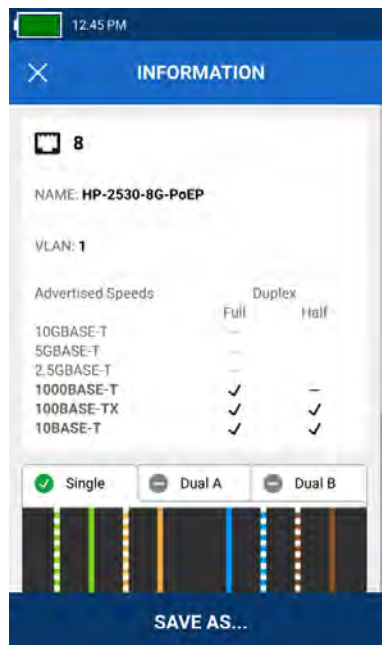 12.45 PM
INFORMATION
8
NAME: HP-2530-8G-PoEP
VLAN: 1
Advertised Speeds Duplex
Full Half
10GBASE-T –
5GBASE-T –
2.5GBASE-T –
1000BASE-T ✓ –
100BASE-TX ✓ ✓
10BASE-T ✓ ✓
Single Dual A Dual B
SAVE AS...